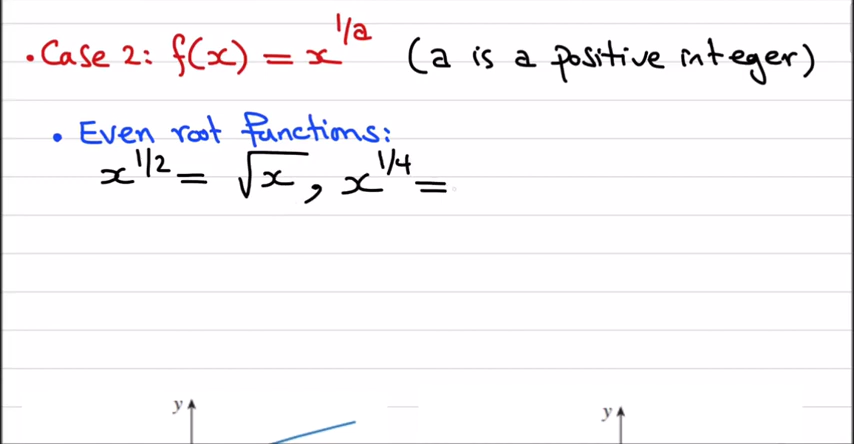 • Case 2: f(x) = x^1/a (a is a positive integer)
• Even root functions:
x^1/2 = √x, x^1/4 =
y y